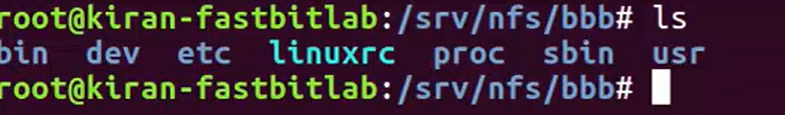 root@kiran-fastbitlab:/srv/nfs/bbb# ls
bin dev etc linuxrc proc sbin usr
root@kiran-fastbitlab:/srv/nfs/bbb#